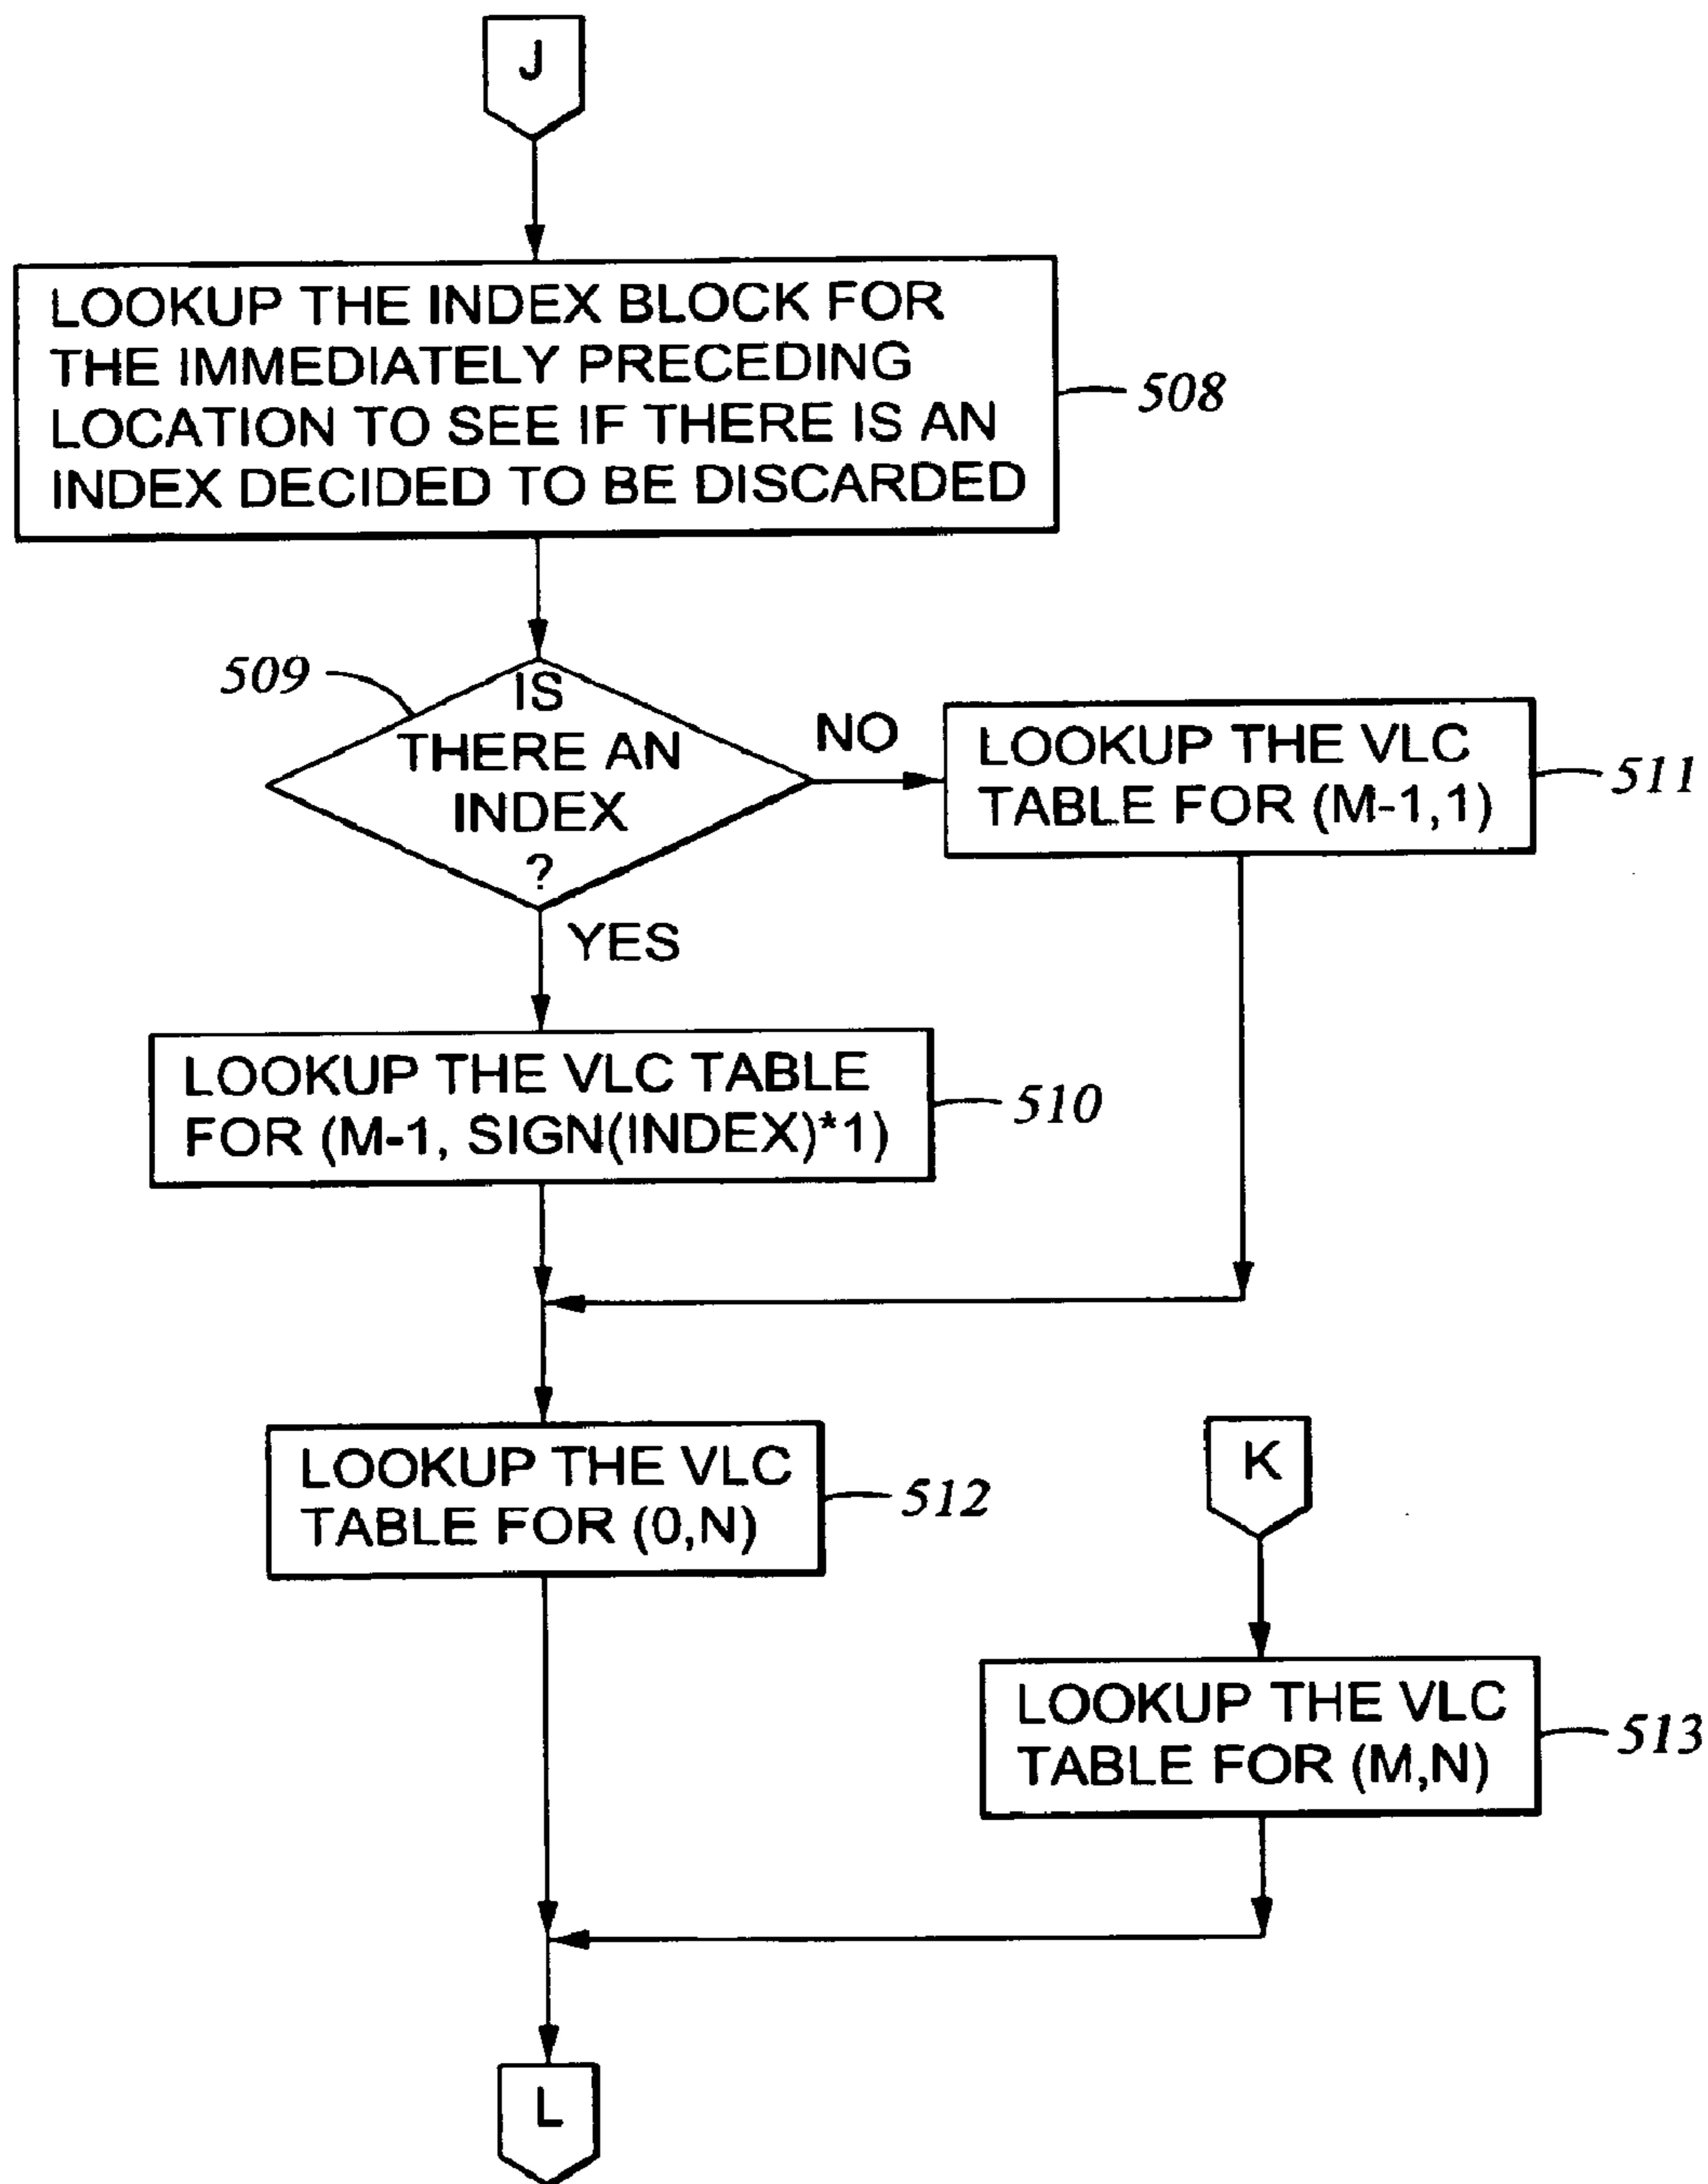 J
LOOKUP THE INDEX BLOCK FOR
THE IMMEDIATELY PRECEDING
LOCATION TO SEE IF THERE IS AN
INDEX DECIDED TO BE DISCARDED
508
509
IS
THERE AN
INDEX
?
NO
LOOKUP THE VLC
TABLE FOR (M-1,1)
511
YES
LOOKUP THE VLC TABLE
FOR (M-1, SIGN(INDEX)*1)
510
LOOKUP THE VLC
TABLE FOR (0,N)
512
K
LOOKUP THE VLC
TABLE FOR (M,N)
513
L